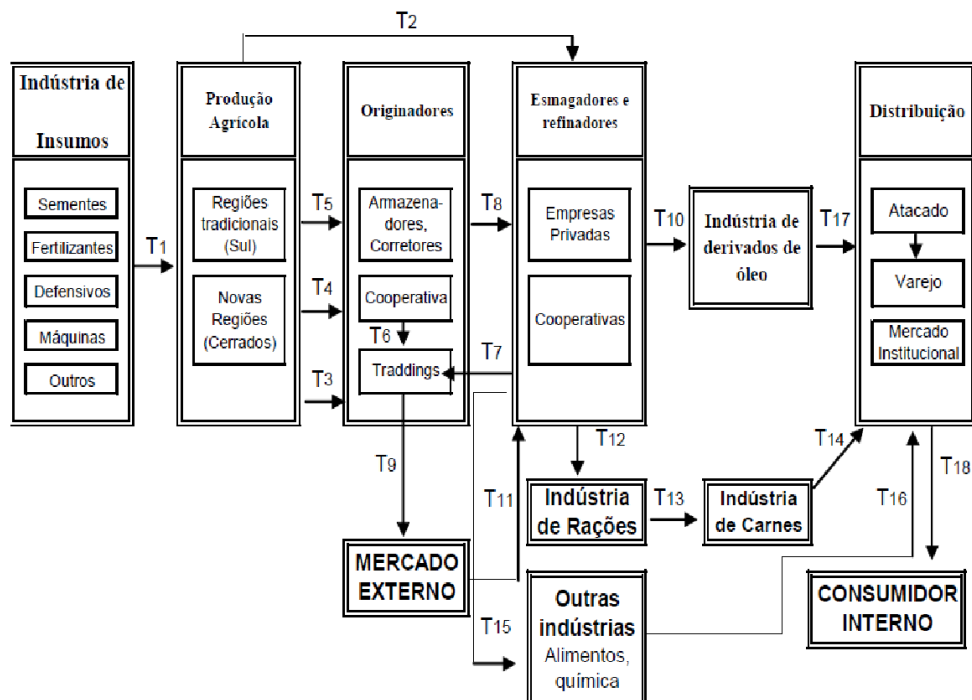 T2
Indústria de
Insumos
Sementes
Fertilizantes
Defensivos
Máquinas
Outros
T1
Produção
Agrícola
Regiões
tradicionais
(Sul)
Novas
Regiões
(Cerrados)
T5
T4
T3
Originadores
Armazena-
dores,
Corretores
Cooperativa
T6
Traddings
T8
T7
Esmagadores e
refinadores
Empresas
Privadas
Cooperativas
T10
Indústria de
derivados de
óleo
T17
Distribuição
Atacado
Varejo
Mercado
Institucional
T9
T11
T12
T14
T16
T18
MERCADO
EXTERNO
Indústria
de Rações
T13
Indústria
de Carnes
T15
Outras
indústrias
Alimentos,
química
CONSUMIDOR
INTERNO